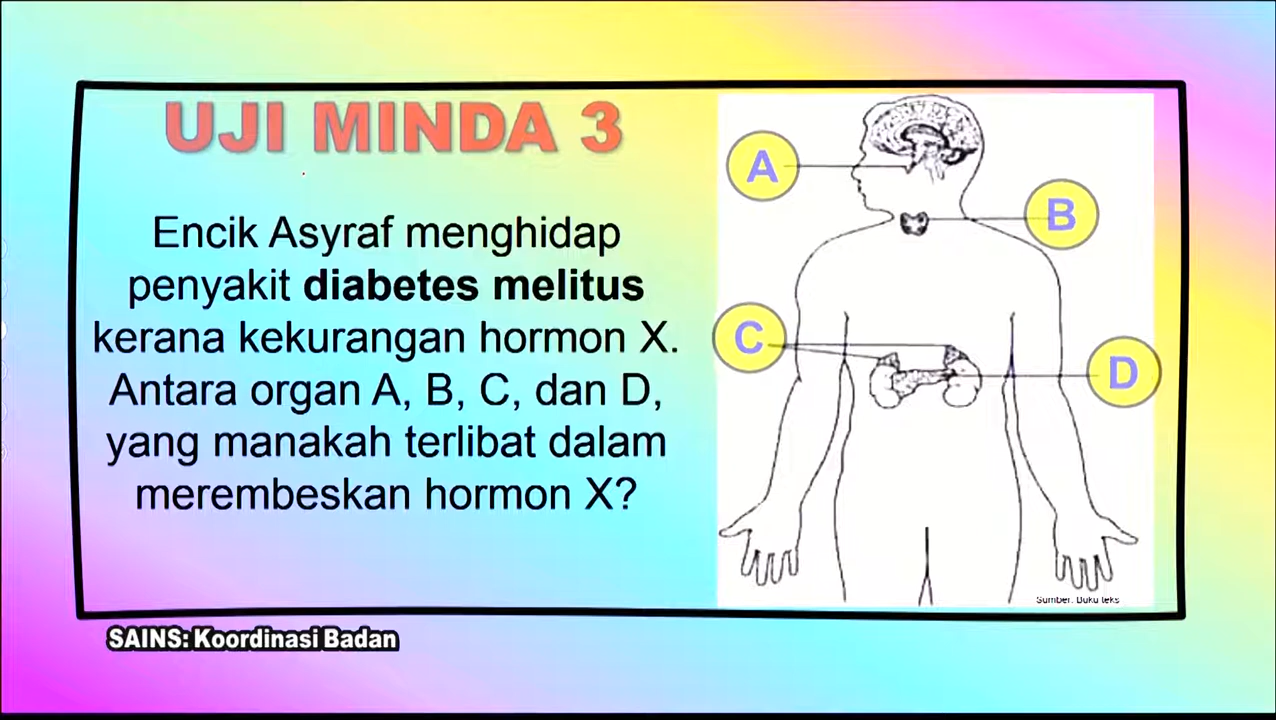 UJI MINDA 3
Encik Asyraf menghidap
penyakit diabetes melitus
kerana kekurangan hormon X.
Antara organ A, B, C, dan D,
yang manakah terlibat dalam
merembeskan hormon X?
A
B
C
D
Sumber: Buku teks
SAINS: Koordinasi Badan